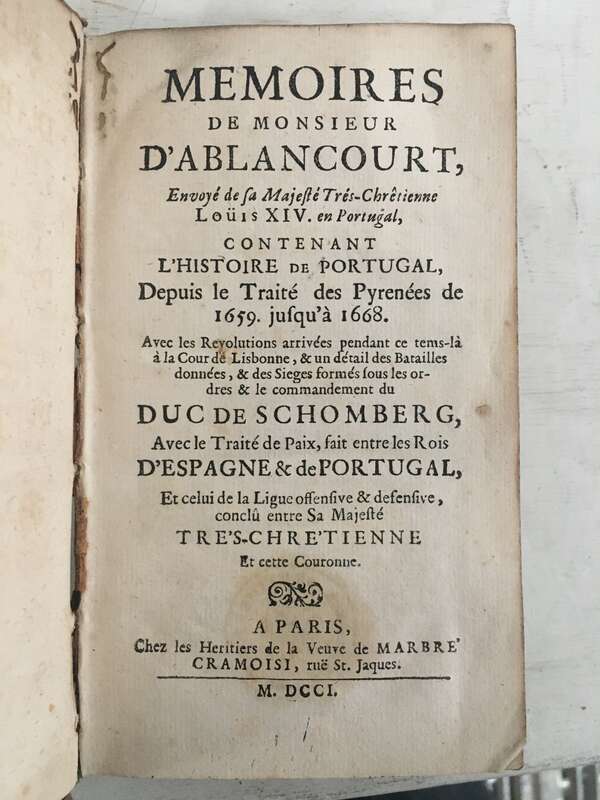 MEMOIRES
DE MONSIEUR
D'ABLANCOURT,
Envoyé de ſa Majeſté Trés-Chrêtienne
Loüis XIV. en Portugal,
CONTENANT
L'HISTOIRE DE PORTUGAL,
Depuis le Traité des Pyrenées de
1659. juſqu'à 1668.
Avec les Revolutions arrivées pendant ce tems-là
à la Cour de Lisbonne, & un détail des Batailles
données, & des Sieges formés ſous les or-
dres & le commandement du
DUC DE SCHOMBERG,
Avec le Traité de Paix, fait entre les Rois
D'ESPAGNE & de PORTUGAL,
Et celui de la Ligue offenſive & defenſive,
conclû entre Sa Majeſté
TRE'S-CHRETIENNE
Et cette Couronne.
A PARIS,
Chez les Heritiers de la Veuve de MARBRE'
CRAMOISI, ruë St. Jaques.
M. DCCI.